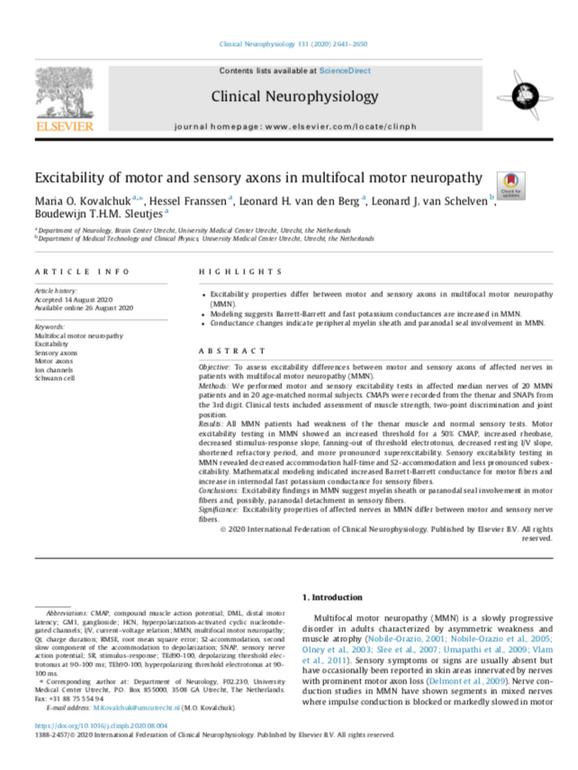 Clinical Neurophysiology 131 (2020) 2641–2650
Contents lists available at ScienceDirect
Clinical Neurophysiology
journal homepage: www.elsevier.com/locate/clinph
ELSEVIER
Excitability of motor and sensory axons in multifocal motor neuropathy
Check for
updates
Maria O. Kovalchuk a,*, Hessel Franssen a, Leonard H. van den Berg a, Leonard J. van Schelven b,
Boudewijn T.H.M. Sleutjes a
a Department of Neurology, Brain Center Utrecht, University Medical Center Utrecht, Utrecht, the Netherlands
b Department of Medical Technology and Clinical Physics, University Medical Center Utrecht, Utrecht, the Netherlands
ARTICLE INFO
Article history:
Accepted 14 August 2020
Available online 26 August 2020
Keywords:
Multifocal motor neuropathy
Excitability
Sensory axons
Motor axons
Ion channels
Schwann cell
HIGHLIGHTS
• Excitability properties differ between motor and sensory axons in multifocal motor neuropathy
(MMN).
• Modeling suggests Barrett-Barrett and fast potassium conductances are increased in MMN.
• Conductance changes indicate peripheral myelin sheath and paranodal seal involvement in MMN.
ABSTRACT
Objective: To assess excitability differences between motor and sensory axons of affected nerves in
patients with multifocal motor neuropathy (MMN).
Methods: We performed motor and sensory excitability tests in affected median nerves of 20 MMN
patients and in 20 age-matched normal subjects. CMAPs were recorded from the thenar and SNAPs from
the 3rd digit. Clinical tests included assessment of muscle strength, two-point discrimination and joint
position.
Results: All MMN patients had weakness of the thenar muscle and normal sensory tests. Motor
excitability testing in MMN showed an increased threshold for a 50% CMAP, increased rheobase,
decreased stimulus-response slope, fanning-out of threshold electrotonus, decreased resting I/V slope,
shortened refractory period, and more pronounced superexcitability. Sensory excitability testing in
MMN revealed decreased accommodation half-time and S2-accommodation and less pronounced subex-
citability. Mathematical modeling indicated increased Barrett-Barrett conductance for motor fibers and
increase in internodal fast potassium conductance for sensory fibers.
Conclusions: Excitability findings in MMN suggest myelin sheath or paranodal seal involvement in motor
fibers and, possibly, paranodal detachment in sensory fibers.
Significance: Excitability properties of affected nerves in MMN differ between motor and sensory nerve
fibers.
© 2020 International Federation of Clinical Neurophysiology. Published by Elsevier B.V. All rights
reserved.
Abbreviations: CMAP, compound muscle action potential; DML, distal motor
latency; GM1, ganglioside; HCN, hyperpolarization-activated cyclic nucleotide-
gated channels; I/V, current–voltage relation; MMN, multifocal motor neuropathy;
Qt, charge duration; RMSE, root mean square error; S2-accommodation, second
slow component of the accommodation to depolarization; SNAP, sensory nerve
action potential; SR, stimulus–response; TEd90-100, depolarizing threshold elec-
trotonus at 90–100 ms; TEh90-100, hyperpolarizing threshold electrotonus at 90–
100 ms.
* Corresponding author at: Department of Neurology, F02.230, University
Medical Center Utrecht, P.O. Box 855000, 3508 GA Utrecht, The Netherlands.
Fax: +31 88 75 554 94
E-mail address: M.Kovalchuk@umcutrecht.nl (M.O. Kovalchuk).
1. Introduction
Multifocal motor neuropathy (MMN) is a slowly progressive
disorder in adults characterized by asymmetric weakness and
muscle atrophy (Nobile-Orazio, 2001; Nobile-Orazio et al., 2005;
Olney et al., 2003; Slee et al., 2007; Umapathi et al., 2009; Vlam
et al., 2011). Sensory symptoms or signs are usually absent but
have occasionally been reported in skin areas innervated by nerves
with prominent motor axon loss (Delmont et al., 2009). Nerve con-
duction studies in MMN have shown segments in mixed nerves
where impulse conduction is blocked or markedly slowed in motor
https://doi.org/10.1016/j.clinph.2020.08.004
1388-2457/© 2020 International Federation of Clinical Neurophysiology. Published by Elsevier B.V. All rights reserved.